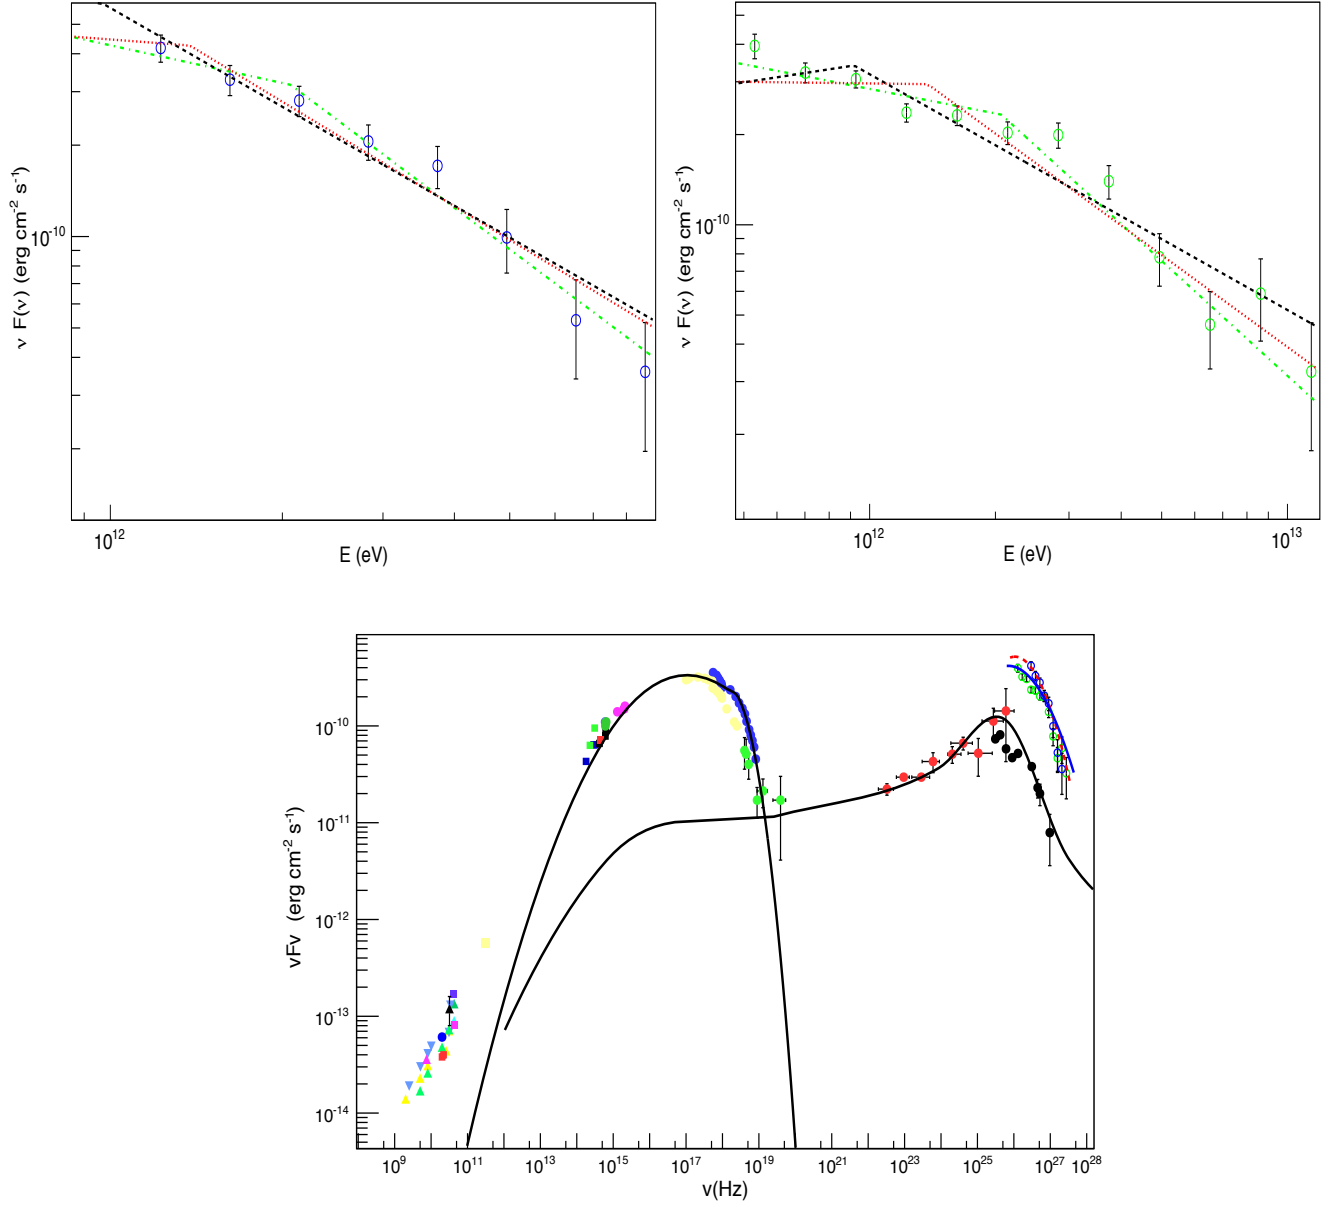 ν F(ν) (erg cm⁻² s⁻¹)
10⁻¹⁰
10¹²
E (eV)
ν F(ν) (erg cm⁻² s⁻¹)
10⁻¹⁰
10¹² 10¹³
E (eV)
νFν (erg cm⁻² s⁻¹)
10⁻¹⁰
10⁻¹¹
10⁻¹²
10⁻¹³
10⁻¹⁴
10⁹ 10¹¹ 10¹³ 10¹⁵ 10¹⁷ 10¹⁹ 10²¹ 10²³ 10²⁵ 10²⁷ 10²⁸
ν(Hz)